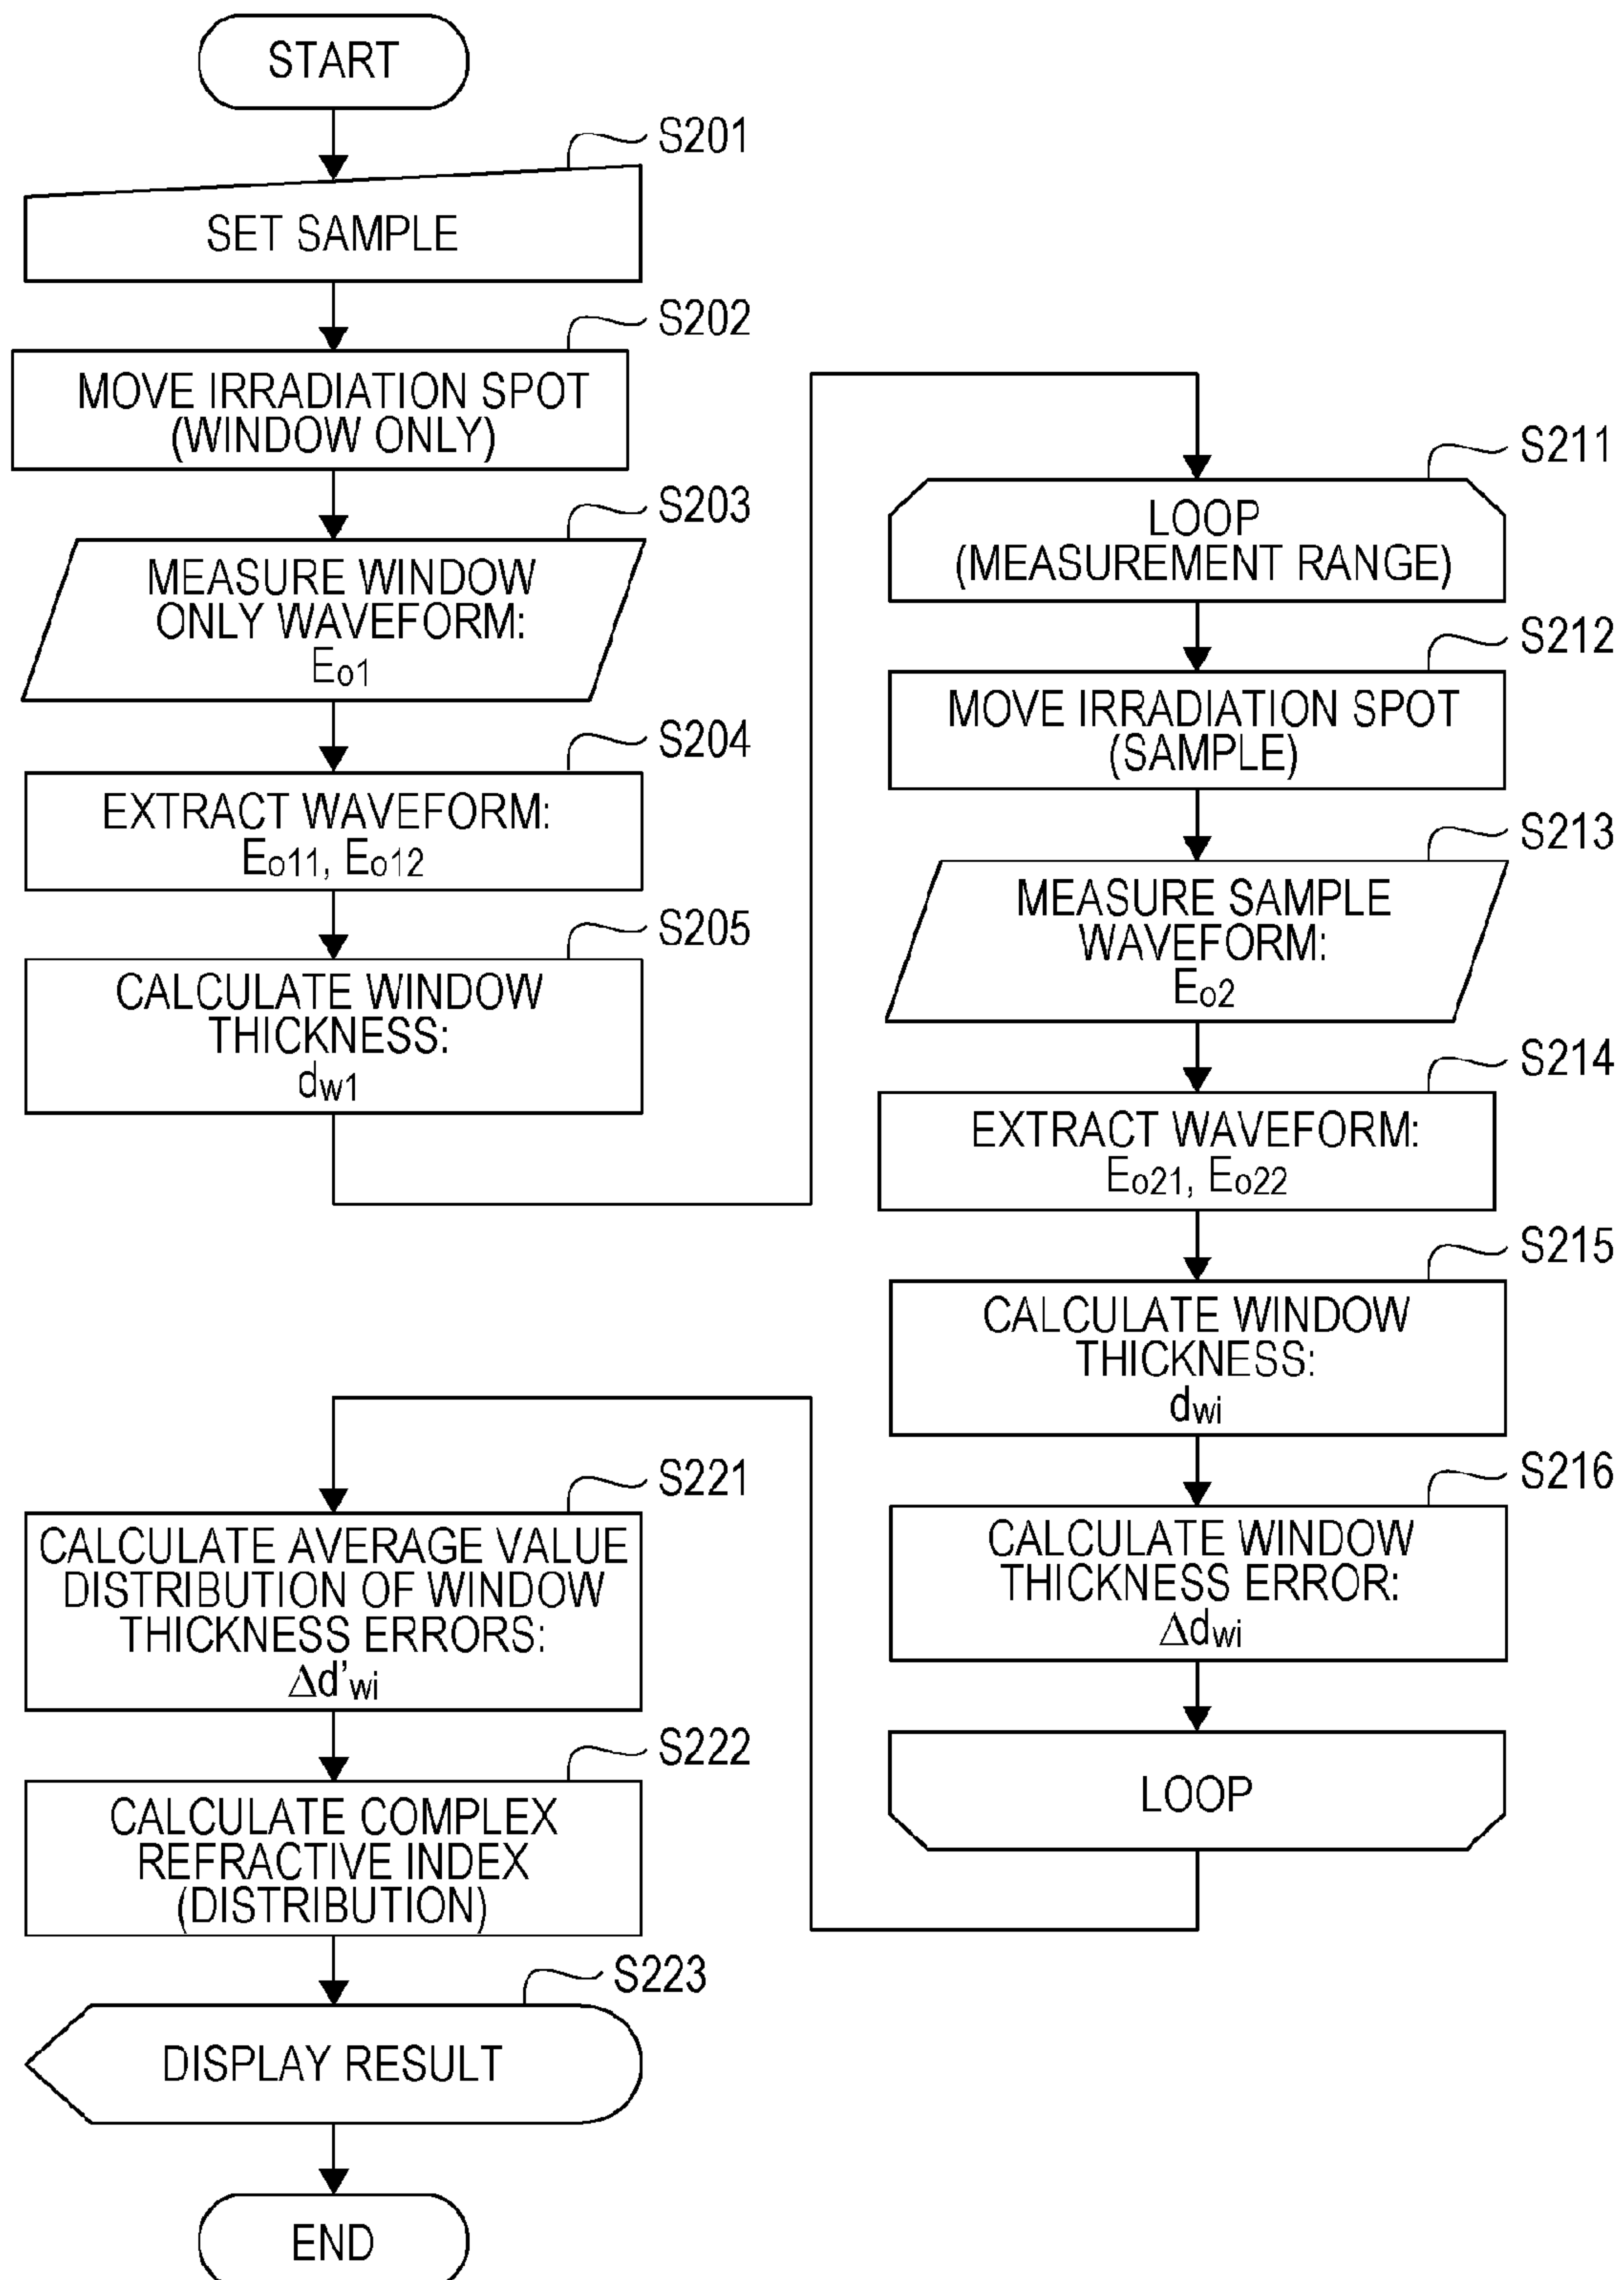 START
S201
SET SAMPLE
S202
MOVE IRRADIATION SPOT
(WINDOW ONLY)
S203
MEASURE WINDOW
ONLY WAVEFORM:
Eo1
S204
EXTRACT WAVEFORM:
Eo11, Eo12
S205
CALCULATE WINDOW
THICKNESS:
dw1
S211
LOOP
(MEASUREMENT RANGE)
S212
MOVE IRRADIATION SPOT
(SAMPLE)
S213
MEASURE SAMPLE
WAVEFORM:
Eo2
S214
EXTRACT WAVEFORM:
Eo21, Eo22
S215
CALCULATE WINDOW
THICKNESS:
dwi
S216
CALCULATE WINDOW
THICKNESS ERROR:
Δdwi
LOOP
S221
CALCULATE AVERAGE VALUE
DISTRIBUTION OF WINDOW
THICKNESS ERRORS:
Δd'wi
S222
CALCULATE COMPLEX
REFRACTIVE INDEX
(DISTRIBUTION)
S223
DISPLAY RESULT
END